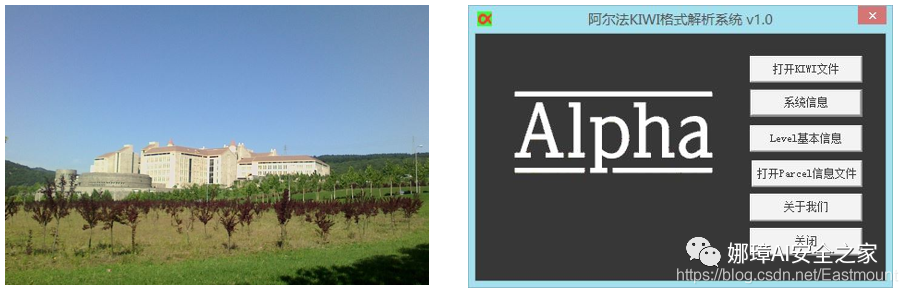 阿尔法KIWI格式解析系统 v1.0
Alpha
打开KIWI文件
系统信息
Level基本信息
打开Parcel信息文件
关于我们
关闭
娜璋AI安全之家
https://blog.csdn.net/Eastmount